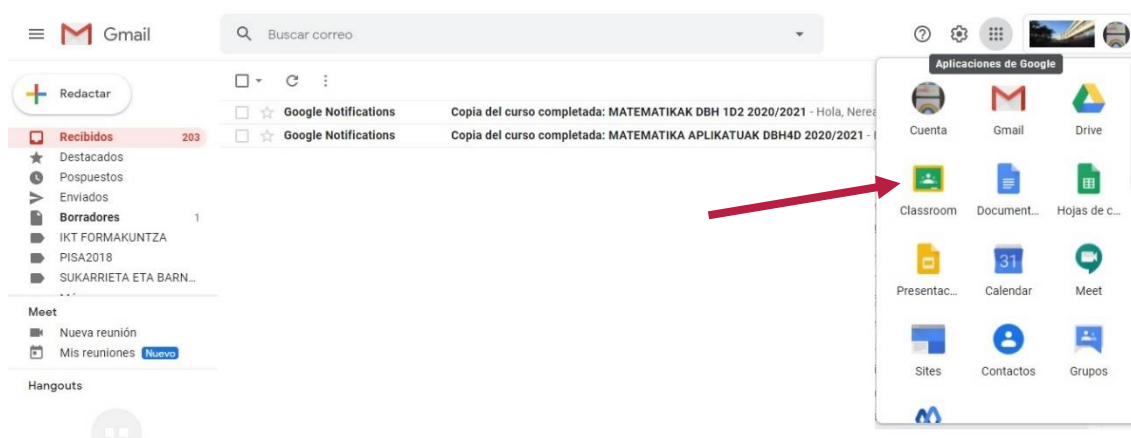 Gmail
Buscar correo
Aplicaciones de Google
Redactar
Recibidos 203
Destacados
Pospuestos
Enviados
Borradores 1
IKT FORMAKUNTZA
PISA2018
SUKARRIETA ETA BARN...
Meet
Nueva reunión
Mis reuniones Nuevo
Hangouts
Google Notifications Copia del curso completada: MATEMATIKAK DBH 1D2 2020/2021 - Hola, Nerea
Google Notifications Copia del curso completada: MATEMATIKA APLIKATUAK DBH4D 2020/2021 -
Cuenta Gmail Drive
Classroom Document... Hojas de c...
31
Presentac... Calendar Meet
Sites Contactos Grupos